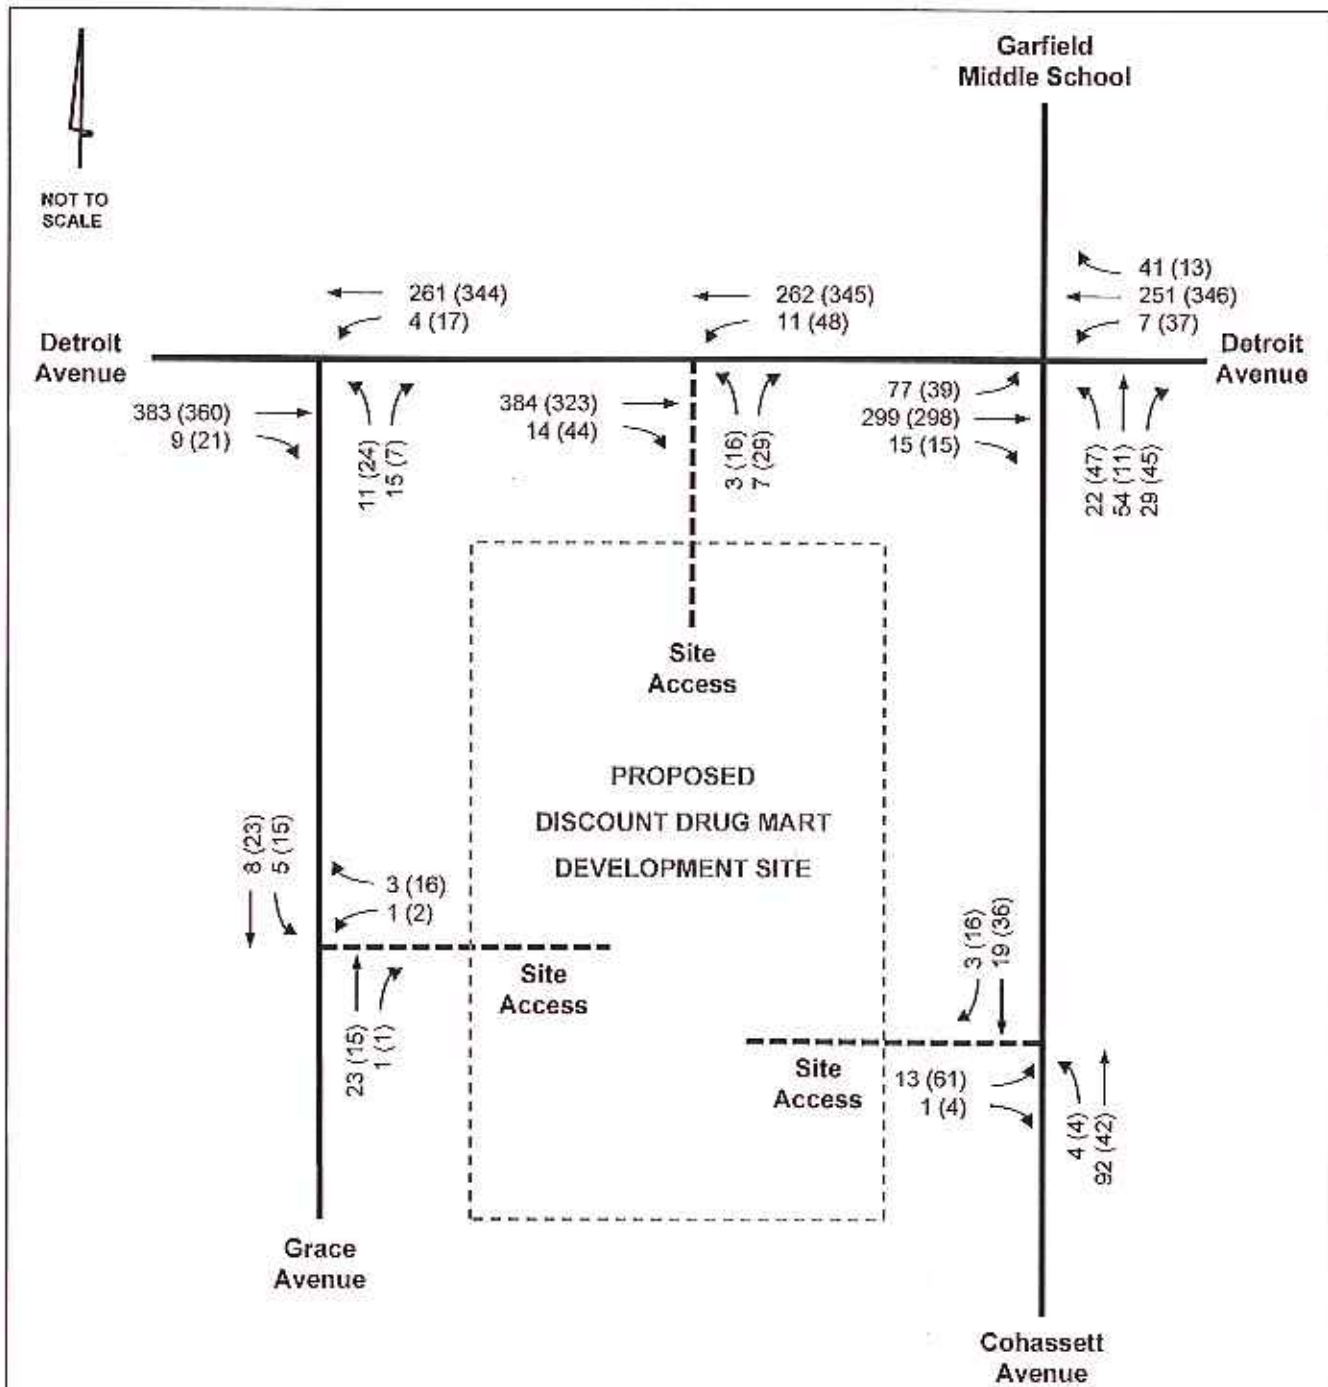 Garfield
Middle School
NOT TO
SCALE
41 (13)
251 (346)
7 (37)
261 (344)
4 (17)
262 (345)
11 (48)
Detroit
Avenue
Detroit
Avenue
383 (360)
9 (21)
11 (24)
15 (7)
384 (323)
14 (44)
3 (16)
7 (29)
77 (39)
299 (298)
15 (15)
22 (47)
54 (11)
29 (45)
Site
Access
PROPOSED
DISCOUNT DRUG MART
DEVELOPMENT SITE
8 (23)
5 (15)
3 (16)
1 (2)
Site
Access
23 (15)
1 (1)
3 (16)
19 (36)
Site
Access
13 (61)
1 (4)
4 (4)
92 (42)
Grace
Avenue
Cohassett
Avenue